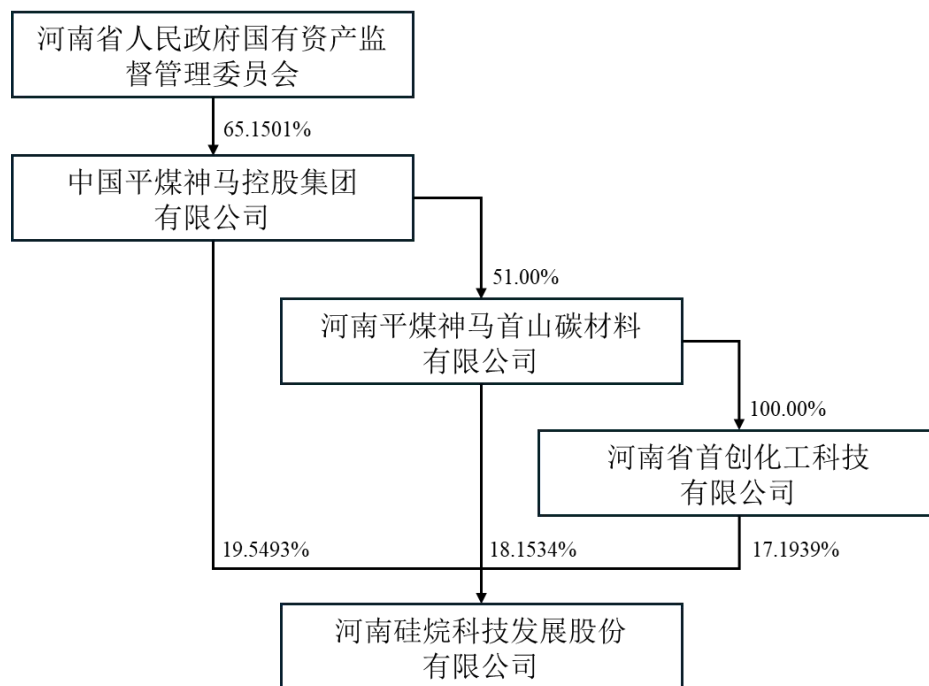 河南省人民政府国有资产监
督管理委员会
65.1501%
中国平煤神马控股集团
有限公司
51.00%
河南平煤神马首山碳材料
有限公司
100.00%
河南省首创化工科技
有限公司
19.5493%
18.1534%
17.1939%
河南硅烷科技发展股份
有限公司